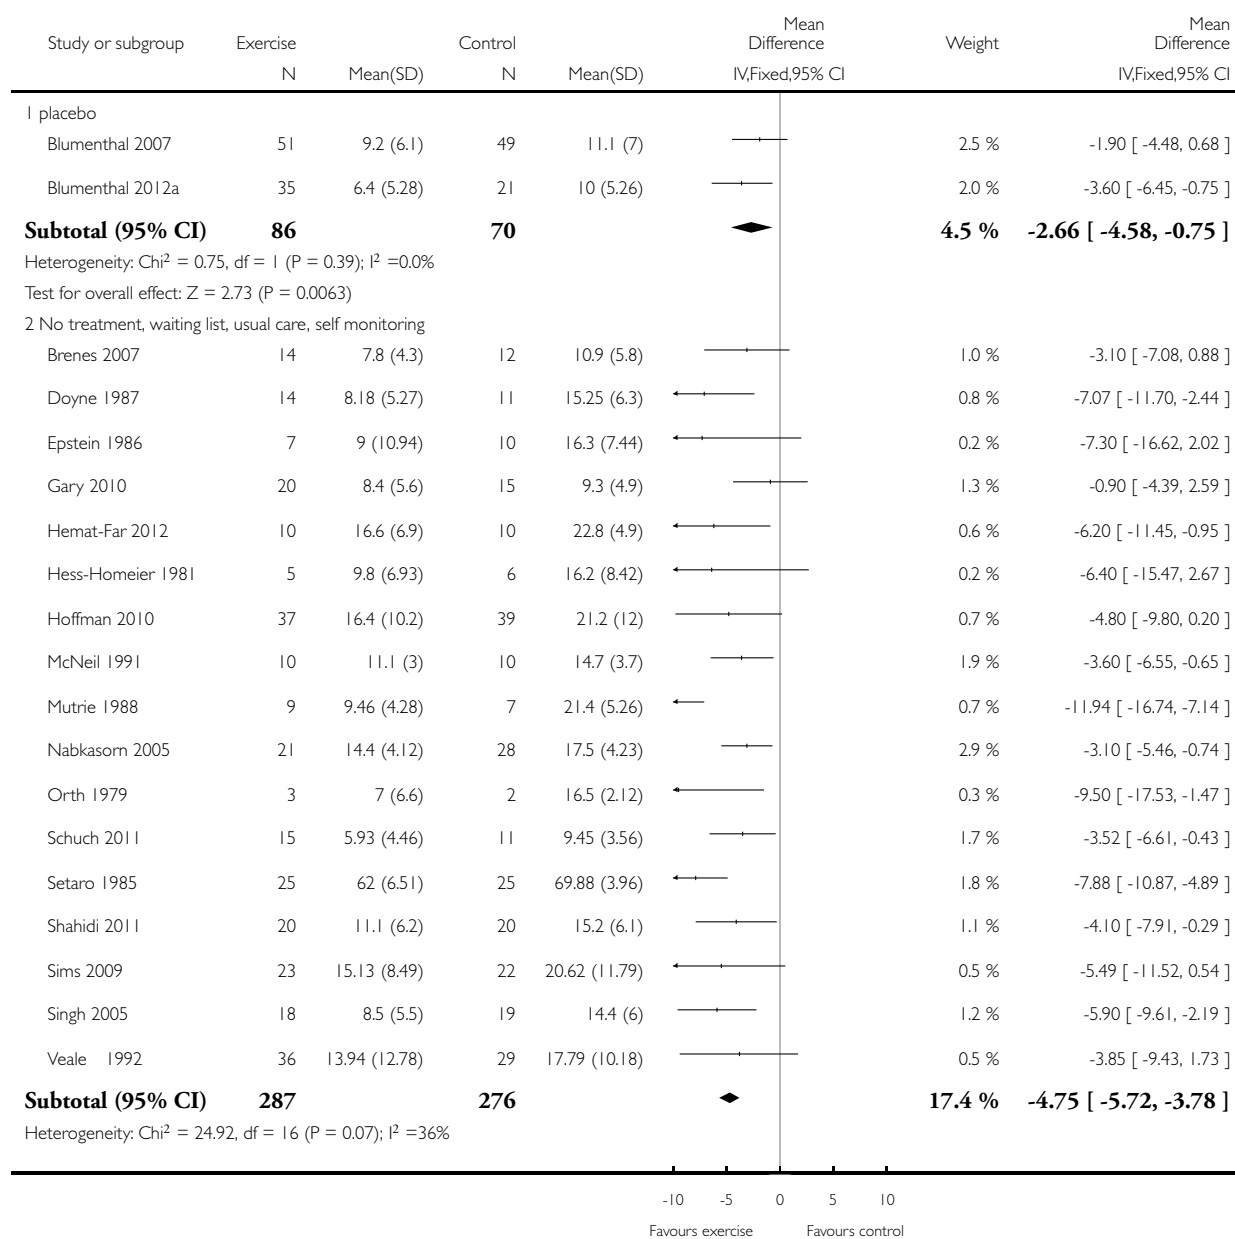 Mean Mean
Study or subgroup Exercise Control Difference Weight Difference
N Mean(SD) N Mean(SD) IV,Fixed,95% CI IV,Fixed,95% CI
1 placebo
Blumenthal 2007 51 9.2 (6.1) 49 11.1 (7) 2.5 % -1.90 [ -4.48, 0.68 ]
Blumenthal 2012a 35 6.4 (5.28) 21 10 (5.26) 2.0 % -3.60 [ -6.45, -0.75 ]
Subtotal (95% CI) 86 70 4.5 % -2.66 [ -4.58, -0.75 ]
Heterogeneity: Chi² = 0.75, df = 1 (P = 0.39); I² =0.0%
Test for overall effect: Z = 2.73 (P = 0.0063)
2 No treatment, waiting list, usual care, self monitoring
Brenes 2007 14 7.8 (4.3) 12 10.9 (5.8) 1.0 % -3.10 [ -7.08, 0.88 ]
Doyne 1987 14 8.18 (5.27) 11 15.25 (6.3) 0.8 % -7.07 [ -11.70, -2.44 ]
Epstein 1986 7 9 (10.94) 10 16.3 (7.44) 0.2 % -7.30 [ -16.62, 2.02 ]
Gary 2010 20 8.4 (5.6) 15 9.3 (4.9) 1.3 % -0.90 [ -4.39, 2.59 ]
Hemat-Far 2012 10 16.6 (6.9) 10 22.8 (4.9) 0.6 % -6.20 [ -11.45, -0.95 ]
Hess-Homeier 1981 5 9.8 (6.93) 6 16.2 (8.42) 0.2 % -6.40 [ -15.47, 2.67 ]
Hoffman 2010 37 16.4 (10.2) 39 21.2 (12) 0.7 % -4.80 [ -9.80, 0.20 ]
McNeil 1991 10 11.1 (3) 10 14.7 (3.7) 1.9 % -3.60 [ -6.55, -0.65 ]
Mutrie 1988 9 9.46 (4.28) 7 21.4 (5.26) 0.7 % -11.94 [ -16.74, -7.14 ]
Nabkasorn 2005 21 14.4 (4.12) 28 17.5 (4.23) 2.9 % -3.10 [ -5.46, -0.74 ]
Orth 1979 3 7 (6.6) 2 16.5 (2.12) 0.3 % -9.50 [ -17.53, -1.47 ]
Schuch 2011 15 5.93 (4.46) 11 9.45 (3.56) 1.7 % -3.52 [ -6.61, -0.43 ]
Setaro 1985 25 62 (6.51) 25 69.88 (3.96) 1.8 % -7.88 [ -10.87, -4.89 ]
Shahidi 2011 20 11.1 (6.2) 20 15.2 (6.1) 1.1 % -4.10 [ -7.91, -0.29 ]
Sims 2009 23 15.13 (8.49) 22 20.62 (11.79) 0.5 % -5.49 [ -11.52, 0.54 ]
Singh 2005 18 8.5 (5.5) 19 14.4 (6) 1.2 % -5.90 [ -9.61, -2.19 ]
Veale 1992 36 13.94 (12.78) 29 17.79 (10.18) 0.5 % -3.85 [ -9.43, 1.73 ]
Subtotal (95% CI) 287 276 17.4 % -4.75 [ -5.72, -3.78 ]
Heterogeneity: Chi² = 24.92, df = 16 (P = 0.07); I² =36%
-10 -5 0 5 10
Favours exercise Favours control